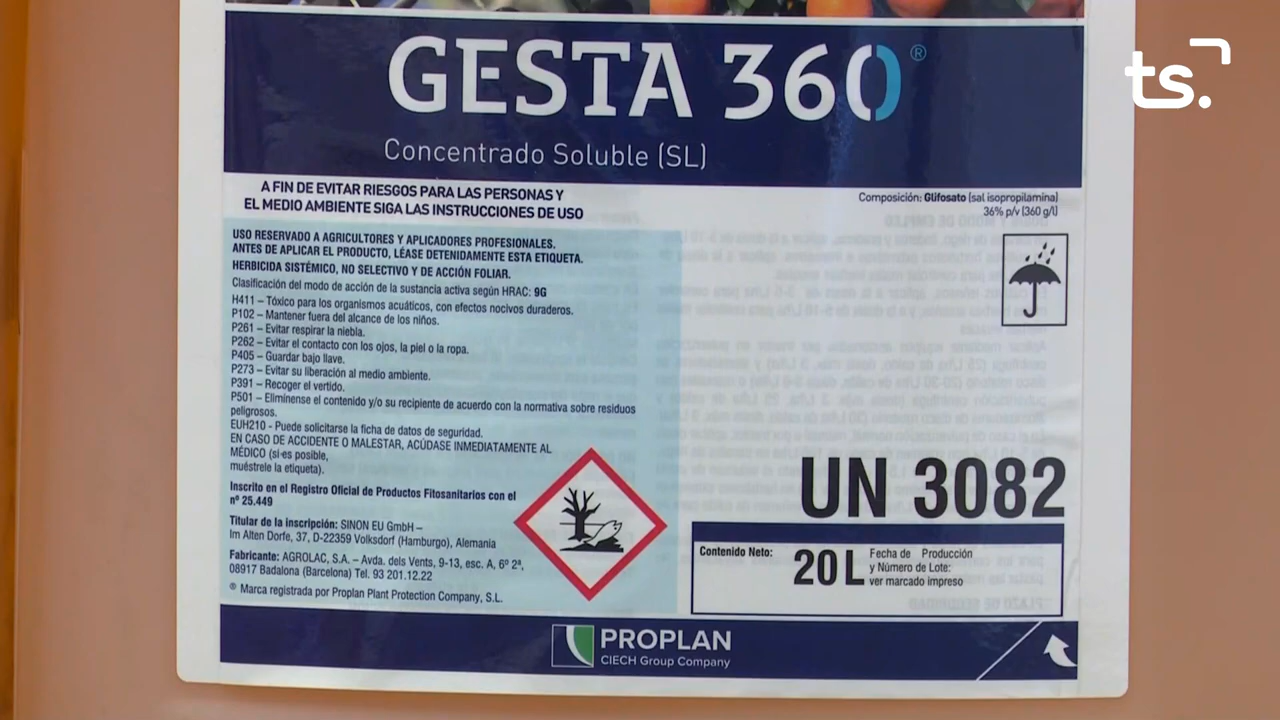 GESTA 360®
Concentrado Soluble (SL)
ts.
A FIN DE EVITAR RIESGOS PARA LAS PERSONAS Y
EL MEDIO AMBIENTE SIGA LAS INSTRUCCIONES DE USO
Composición: Glifosato (sal isopropilamina)
36% p/v (360 g/l)
USO RESERVADO A AGRICULTORES Y APLICADORES PROFESIONALES.
ANTES DE APLICAR EL PRODUCTO, LÉASE DETENIDAMENTE ESTA ETIQUETA.
HERBICIDA SISTÉMICO, NO SELECTIVO Y DE ACCIÓN FOLIAR.
Clasificación del modo de acción de la sustancia activa según HRAC: 9G
H411 – Tóxico para los organismos acuáticos, con efectos nocivos duraderos.
P102 – Mantener fuera del alcance de los niños.
P261 – Evitar respirar la niebla.
P262 – Evitar el contacto con los ojos, la piel o la ropa.
P405 – Guardar bajo llave.
P273 – Evitar su liberación al medio ambiente.
P391 – Recoger el vertido.
P501 – Elimínense el contenido y/o su recipiente de acuerdo con la normativa sobre residuos
peligrosos.
EUH210 - Puede solicitarse la ficha de datos de seguridad.
EN CASO DE ACCIDENTE O MALESTAR, ACÚDASE INMEDIATAMENTE AL
MÉDICO (si es posible,
muéstrele la etiqueta).
Inscrito en el Registro Oficial de Productos Fitosanitarios con el
nº 25.449
Titular de la inscripción: SINON EU GmbH –
Im Alten Dorfe, 37, D-22359 Volksdorf (Hamburgo), Alemania
Fabricante: AGROLAC, S.A. – Avda. dels Vents, 9-13, esc. A, 6º 2ª,
08917 Badalona (Barcelona) Tel. 93 201.12.22
® Marca registrada por Proplan Plant Protection Company, S.L.
UN 3082
Contenido Neto:
20 L
Fecha de Producción
y Número de Lote:
ver marcado impreso
PROPLAN
CIECH Group Company